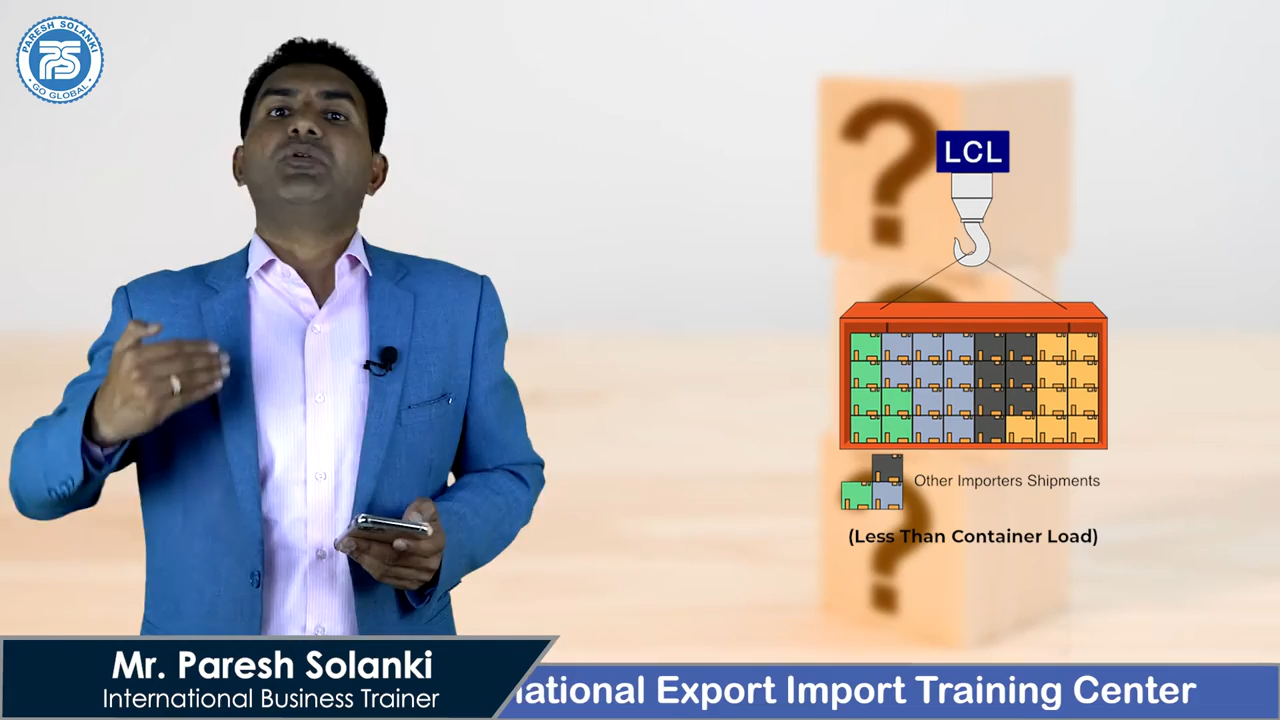 PARESH SOLANKI
PS
GO GLOBAL
LCL
Other Importers Shipments
(Less Than Container Load)
Mr. Paresh Solanki
International Business Trainer
Export Import Training Center